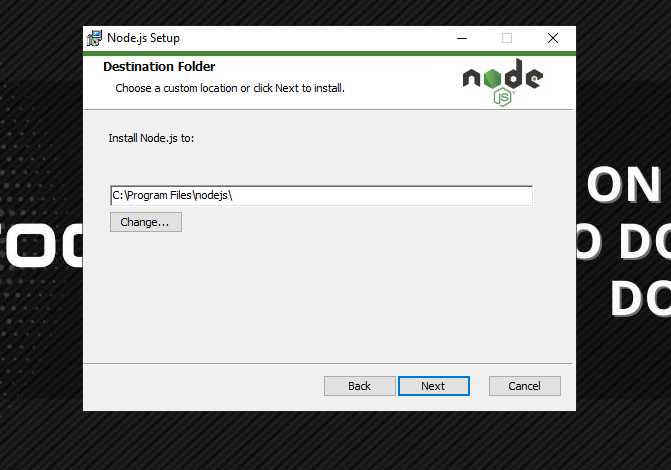 Node.js Setup
Destination Folder
Choose a custom location or click Next to install.
node
JS
Install Node.js to:
C:\Program Files\nodejs\
Change...
ON
O DO
DO
Back
Next
Cancel